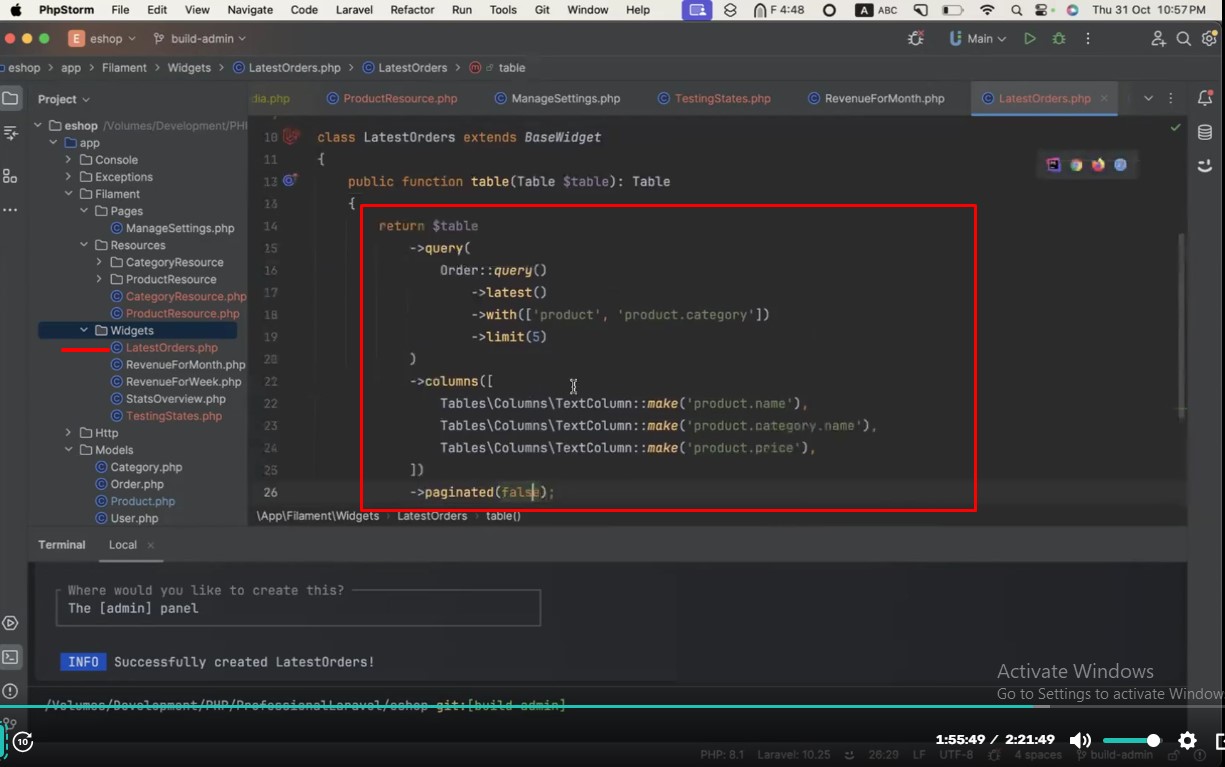 PhpStorm File Edit View Navigate Code Laravel Refactor Run Tools Git Window Help F 4:48 A ABC Thu 31 Oct 10:57 PM
E eshop build-admin Main
eshop > app > Filament > Widgets > LatestOrders.php > LatestOrders > m table
Project
dia.php ProductResource.php ManageSettings.php TestingStates.php RevenueForMonth.php LatestOrders.php ×
eshop /Volumes/Development/PHI
app
Console
Exceptions
Filament
Pages
ManageSettings.php
Resources
CategoryResource
ProductResource
CategoryResource.php
ProductResource.php
Widgets
LatestOrders.php
RevenueForMonth.php
RevenueForWeek.php
StatsOverview.php
TestingStates.php
Http
Models
Category.php
Order.php
Product.php
User.php
10 class LatestOrders extends BaseWidget
11 {
public function table(Table $table): Table
{
14 return $table
15 ->query(
16 Order::query()
17 ->latest()
18 ->with(['product', 'product.category'])
19 ->limit(5)
)
->columns([
22 Tables\Columns\TextColumn::make('product.name'),
23 Tables\Columns\TextColumn::make('product.category.name'),
24 Tables\Columns\TextColumn::make('product.price'),
25 ])
26 ->paginated(false);
\App\Filament\Widgets › LatestOrders › table()
Terminal Local ×
Where would you like to create this?
The [admin] panel
INFO Successfully created LatestOrders!
/Volumes/Development/PHP/ProfessionalLaravel/eshop git:[build-admin]
Activate Windows
Go to Settings to activate Window
10
1:55:49 / 2:21:49
PHP: 8.1 Laravel: 10.25 26:29 LF UTF-8 4 spaces build-admin